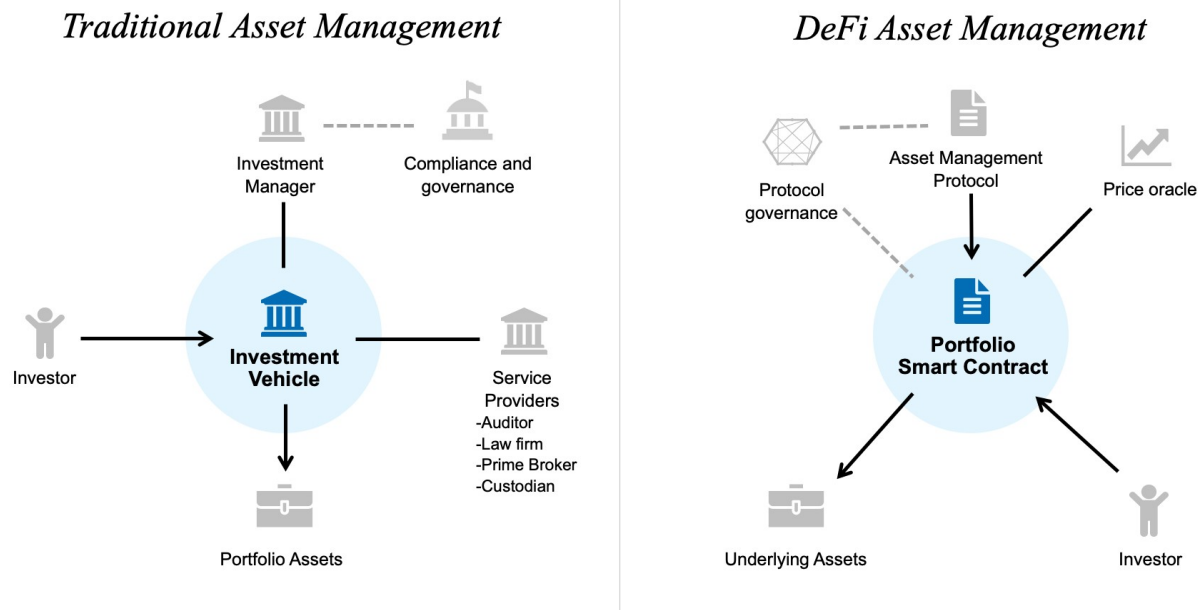 Traditional Asset Management
Investment
Manager
Compliance and
governance
Investor
Investment
Vehicle
Service
Providers
-Auditor
-Law firm
-Prime Broker
-Custodian
Portfolio Assets
DeFi Asset Management
Asset Management
Protocol
Protocol
governance
Price oracle
Portfolio
Smart Contract
Underlying Assets
Investor